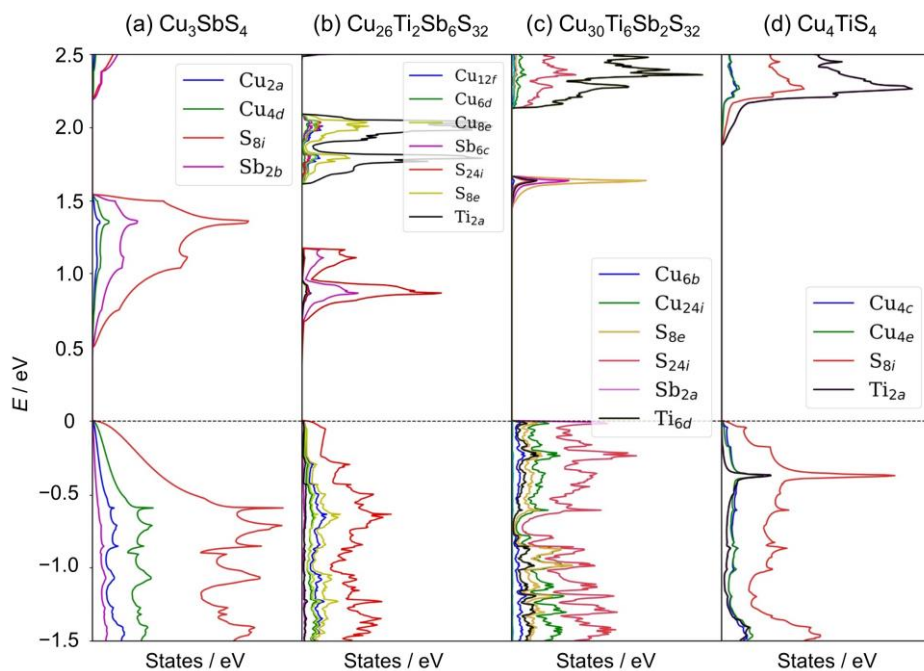 (a) Cu₃SbS₄
(b) Cu₂₆Ti₂Sb₆S₃₂
(c) Cu₃₀Ti₆Sb₂S₃₂
(d) Cu₄TiS₄
E / eV
2.5
2.0
1.5
1.0
0.5
0
−0.5
−1.0
−1.5
Cu₂ₐ
Cu₄d
S₈ᵢ
Sb₂b
Cu₁₂f
Cu₆d
Cu₈ₑ
Sb₆c
S₂₄ᵢ
S₈ₑ
Ti₂ₐ
Cu₆b
Cu₂₄ᵢ
S₈ₑ
S₂₄ᵢ
Sb₂ₐ
Ti₆d
Cu₄c
Cu₄ₑ
S₈ᵢ
Ti₂ₐ
States / eV
States / eV
States / eV
States / eV